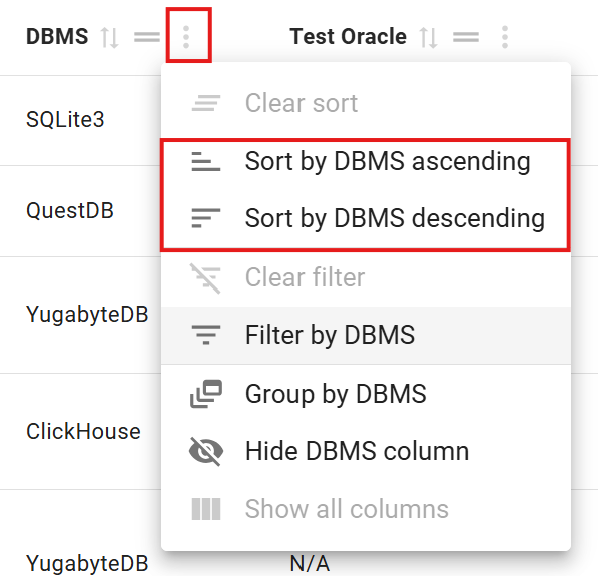 DBMS Test Oracle
Clear sort
SQLite3
Sort by DBMS ascending
QuestDB
Sort by DBMS descending
Clear filter
YugabyteDB
Filter by DBMS
Group by DBMS
ClickHouse
Hide DBMS column
Show all columns
YugabyteDB N/A